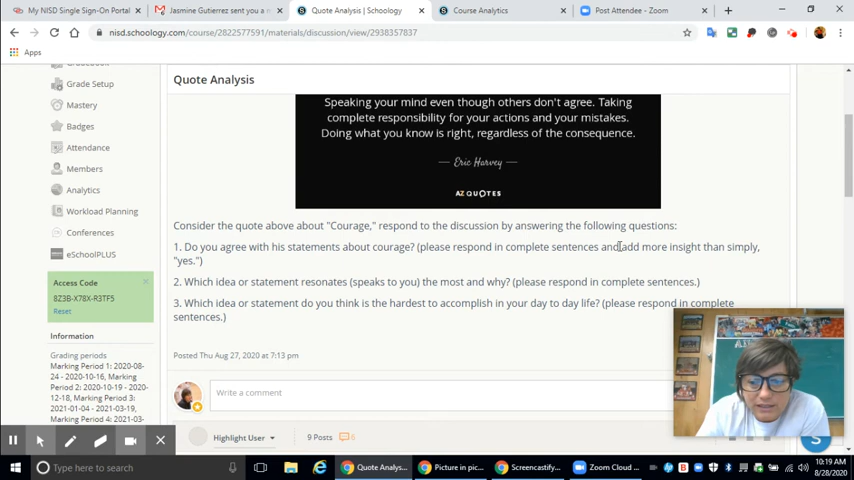 My NISD Single Sign-On Portal
Jasmine Gutierrez sent you a m
Quote Analysis | Schoology
Course Analytics
Post Attendee - Zoom
nisd.schoology.com/course/2822577591/materials/discussion/view/2938357837
Apps
Gradebook
Grade Setup
Mastery
Badges
Attendance
Members
Analytics
Workload Planning
Conferences
eSchoolPLUS
Access Code
8Z3B-X78X-R3TF5
Reset
Information
Grading periods
Marking Period 1: 2020-08-
24 - 2020-10-16, Marking
Period 2: 2020-10-19 - 2020-
12-18, Marking Period 3:
2021-01-04 - 2021-03-19,
Marking Period 4: 2021-03-
Quote Analysis
Speaking your mind even though others don't agree. Taking
complete responsibility for your actions and your mistakes.
Doing what you know is right, regardless of the consequence.
— Eric Harvey —
AZ QUOTES
Consider the quote above about "Courage," respond to the discussion by answering the following questions:
1. Do you agree with his statements about courage? (please respond in complete sentences and add more insight than simply,
"yes.")
2. Which idea or statement resonates (speaks to you) the most and why? (please respond in complete sentences.)
3. Which idea or statement do you think is the hardest to accomplish in your day to day life? (please respond in complete
sentences.)
Posted Thu Aug 27, 2020 at 7:13 pm
Write a comment
Highlight User
9 Posts
Type here to search
Quote Analys...
Picture in pic...
Screencastify...
Zoom Cloud ...
10:19 AM
8/28/2020